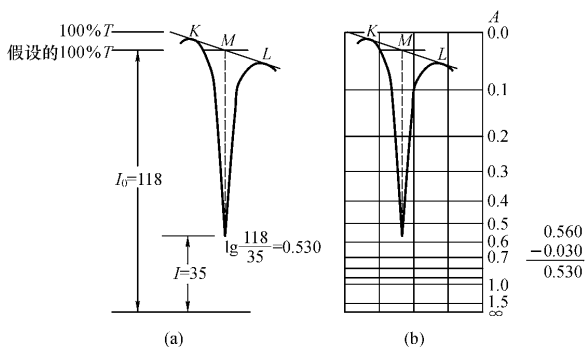 100%T
假设的100%T
K
M
L
I₀=118
lg 118/35 =0.530
I=35
(a)
A
K
M
L
0.0
0.1
0.2
0.3
0.4
0.5
0.6
0.7
1.0
1.5
∞
0.560
−0.030
0.530
(b)